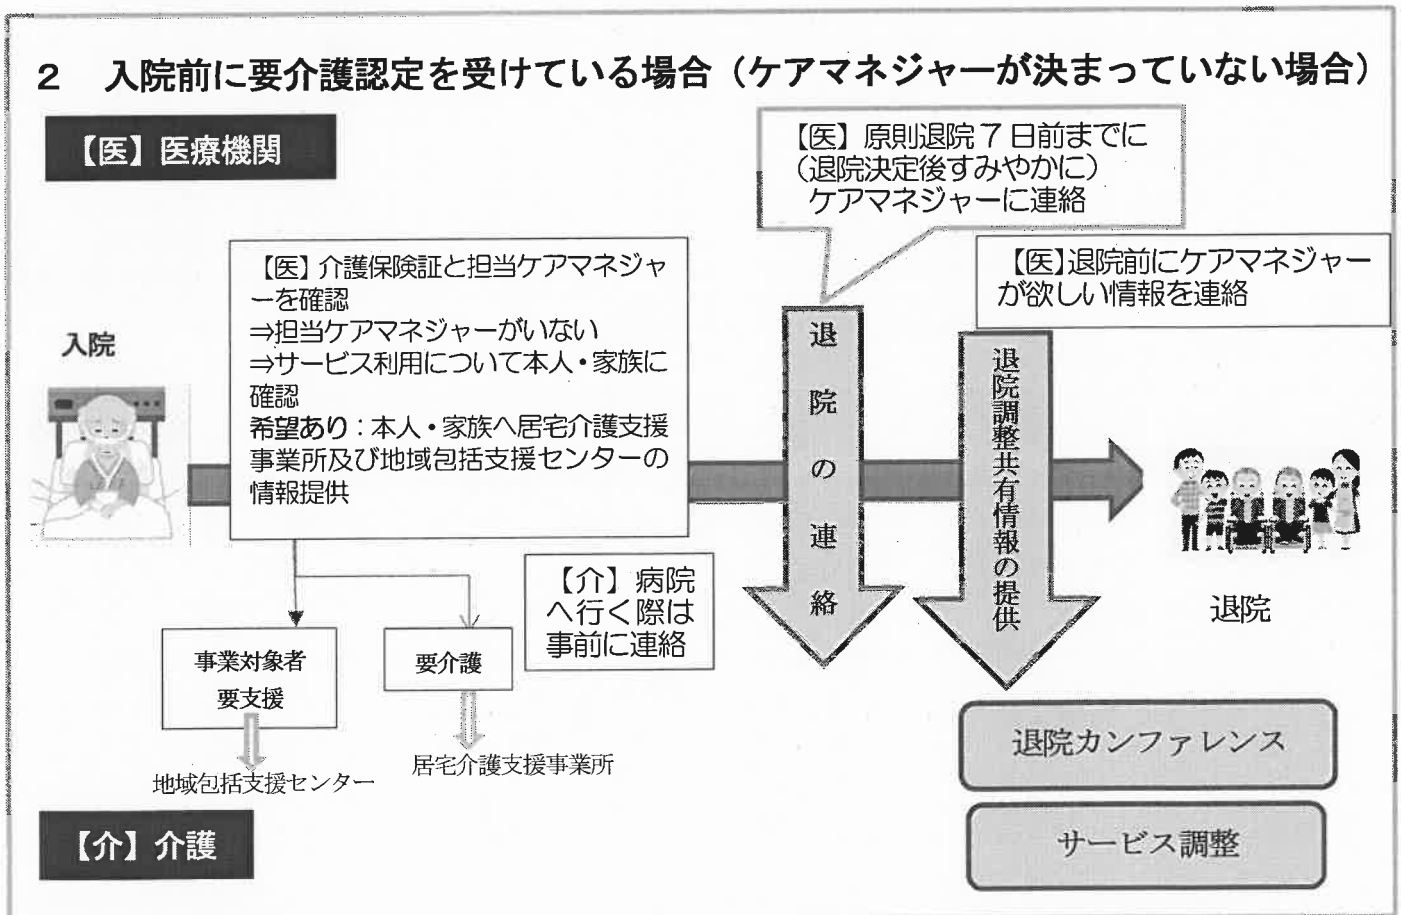 2　入院前に要介護認定を受けている場合（ケアマネジャーが決まっていない場合）
【医】医療機関
【医】原則退院７日前までに
（退院決定後すみやかに）
ケアマネジャーに連絡
【医】介護保険証と担当ケアマネジャ
ーを確認
⇒担当ケアマネジャーがいない
⇒サービス利用について本人・家族に
確認
希望あり：本人・家族へ居宅介護支援
事業所及び地域包括支援センターの
情報提供
【医】退院前にケアマネジャー
が欲しい情報を連絡
入院
退院の連絡
退院調整共有情報の提供
退院
【介】病院
へ行く際は
事前に連絡
事業対象者
要支援
要介護
地域包括支援センター
居宅介護支援事業所
退院カンファレンス
サービス調整
【介】介護